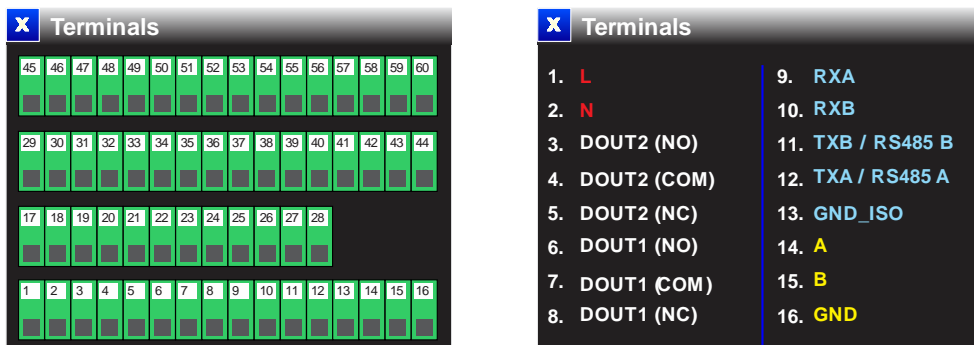 X Terminals
45 46 47 48 49 50 51 52 53 54 55 56 57 58 59 60
29 30 31 32 33 34 35 36 37 38 39 40 41 42 43 44
17 18 19 20 21 22 23 24 25 26 27 28
1 2 3 4 5 6 7 8 9 10 11 12 13 14 15 16
X Terminals
1. L
2. N
3. DOUT2 (NO)
4. DOUT2 (COM)
5. DOUT2 (NC)
6. DOUT1 (NO)
7. DOUT1 (COM)
8. DOUT1 (NC)
9. RXA
10. RXB
11. TXB / RS485 B
12. TXA / RS485 A
13. GND_ISO
14. A
15. B
16. GND